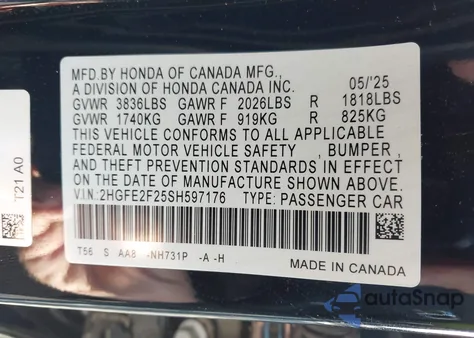 MFD.BY HONDA OF CANADA MFG.,
A DIVISION OF HONDA CANADA INC. 05/'25
GVWR 3836LBS GAWR F 2026LBS R 1818LBS
GVWR 1740KG GAWR F 919KG R 825KG
THIS VEHICLE CONFORMS TO ALL APPLICABLE
FEDERAL MOTOR VEHICLE SAFETY , BUMPER ,
AND THEFT PREVENTION STANDARDS IN EFFECT
ON THE DATE OF MANUFACTURE SHOWN ABOVE.
V.I.N:2HGFE2F25SH597176 TYPE: PASSENGER CAR
T56 S AA8 -NH731P -A-H
MADE IN CANADA
T21 A0
autoSnap